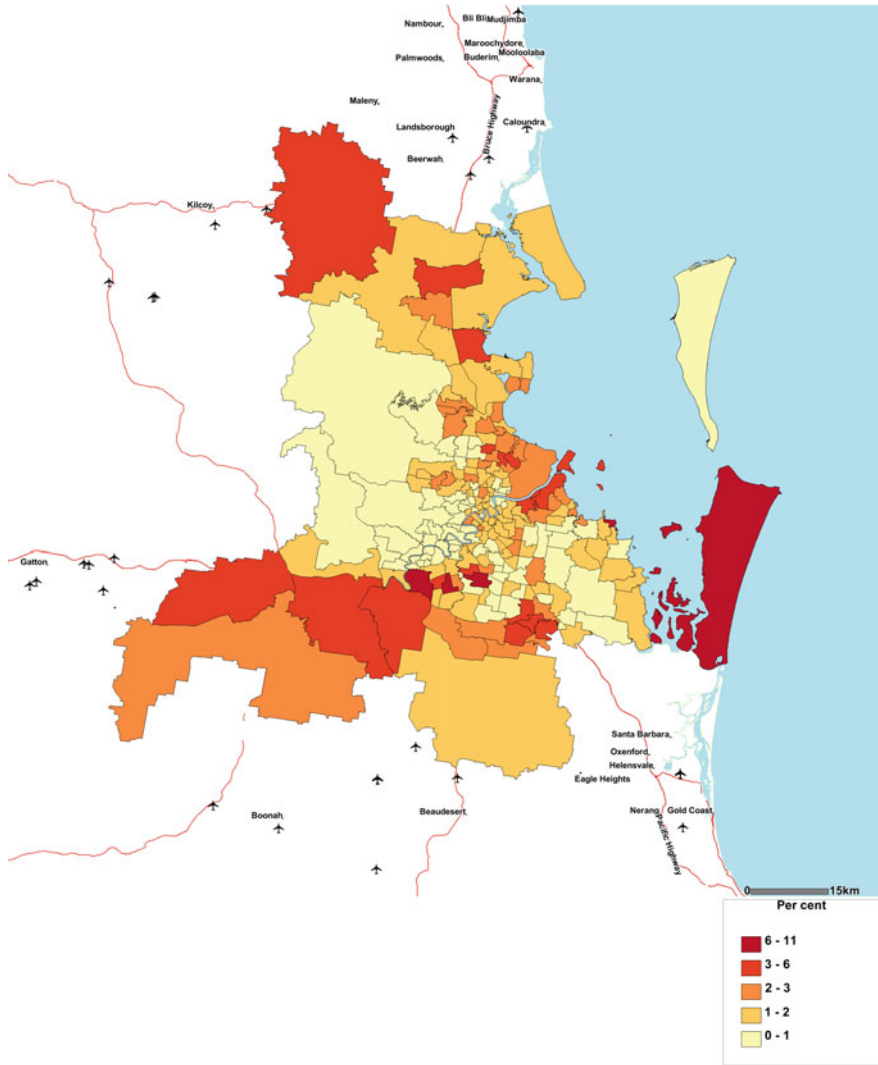 Nambour,
Bli Bli
Mudjimba
Maroochydore,
Mooloolaba
Palmwoods,
Buderim,
Warana,
Maleny,
Bruce Highway
Landsborough
Caloundra,
Beerwah,
Kilcoy,
Gatton,
Santa Barbara,
Oxenford,
Helensvale,
Eagle Heights
Boonah,
Beaudesert,
Nerang
Gold Coast,
Pacific Highway
0 15km
Per cent
6 - 11
3 - 6
2 - 3
1 - 2
0 - 1